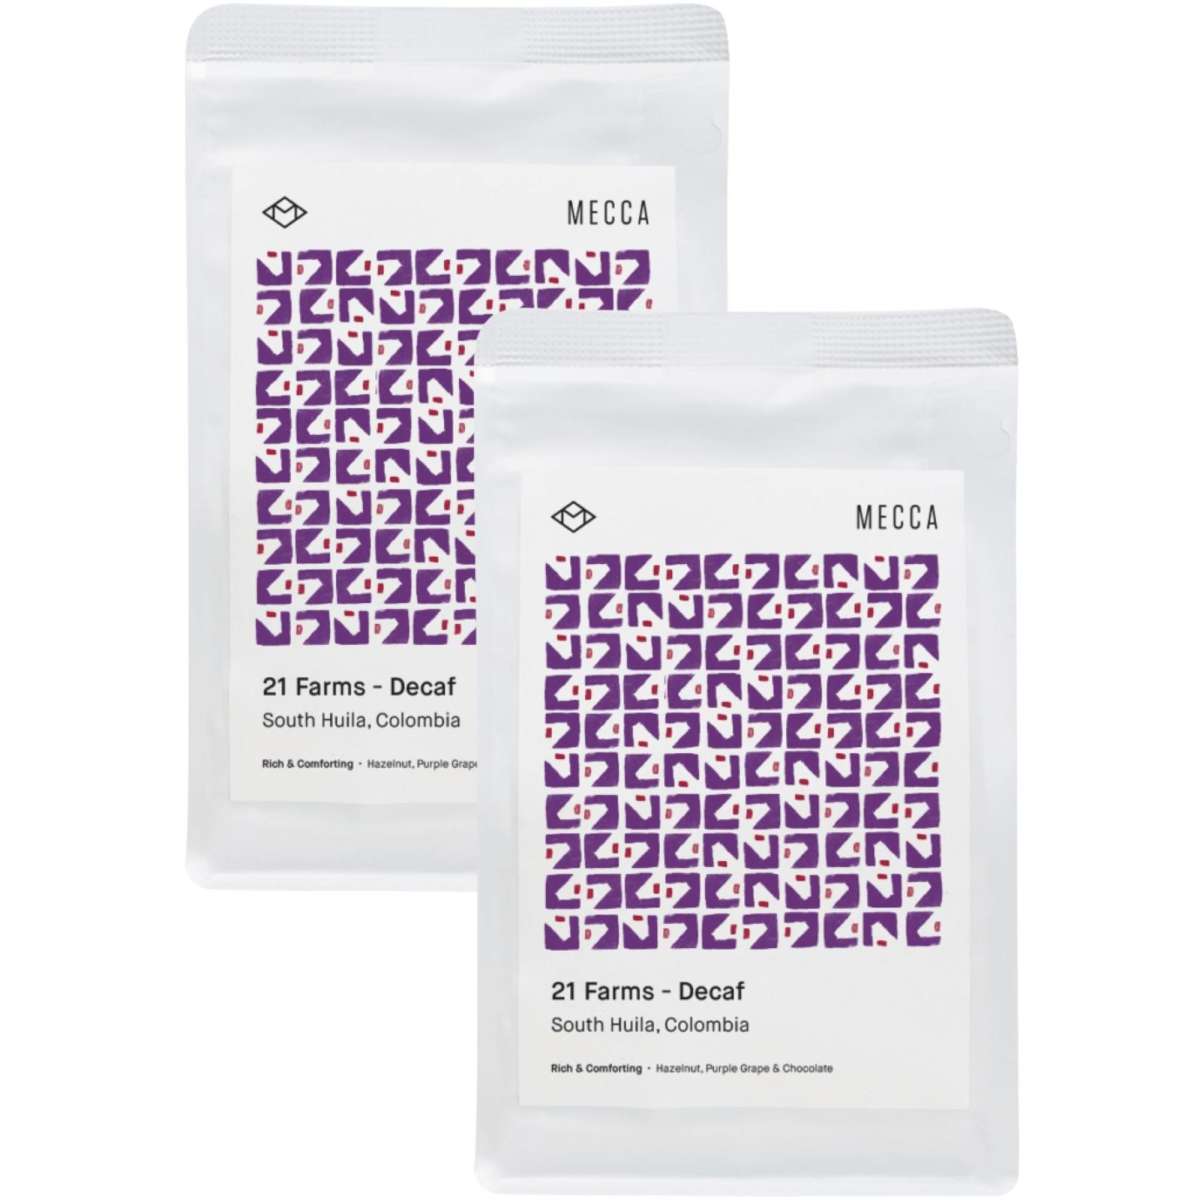 MECCA
21 Farms - Decaf
South Huila, Colombia
Rich & Comforting · Hazelnut, Purple Grape
MECCA
21 Farms - Decaf
South Huila, Colombia
Rich & Comforting · Hazelnut, Purple Grape & Chocolate